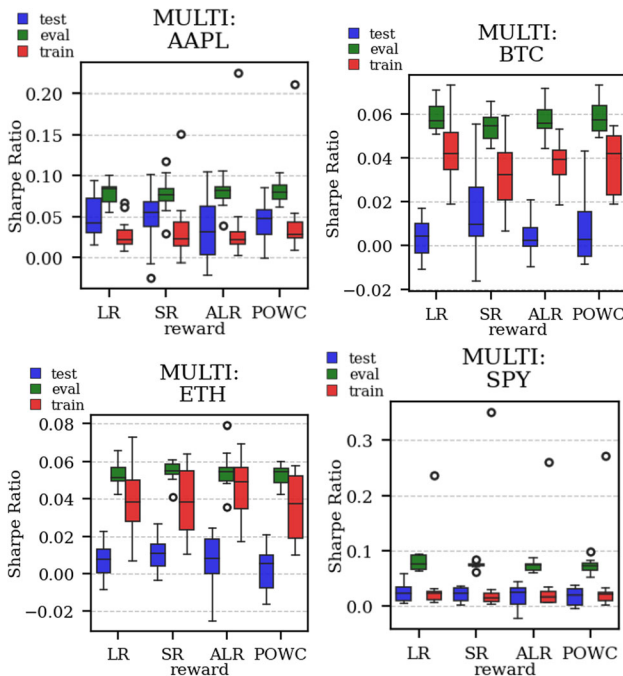 test
eval
train
MULTI:
AAPL
Sharpe Ratio
0.20
0.15
0.10
0.05
0.00
LR SR ALR POWC
reward
test
eval
train
MULTI:
BTC
Sharpe Ratio
0.06
0.04
0.02
0.00
−0.02
LR SR ALR POWC
reward
test
eval
train
MULTI:
ETH
Sharpe Ratio
0.08
0.06
0.04
0.02
0.00
−0.02
LR SR ALR POWC
reward
test
eval
train
MULTI:
SPY
Sharpe Ratio
0.3
0.2
0.1
0.0
LR SR ALR POWC
reward